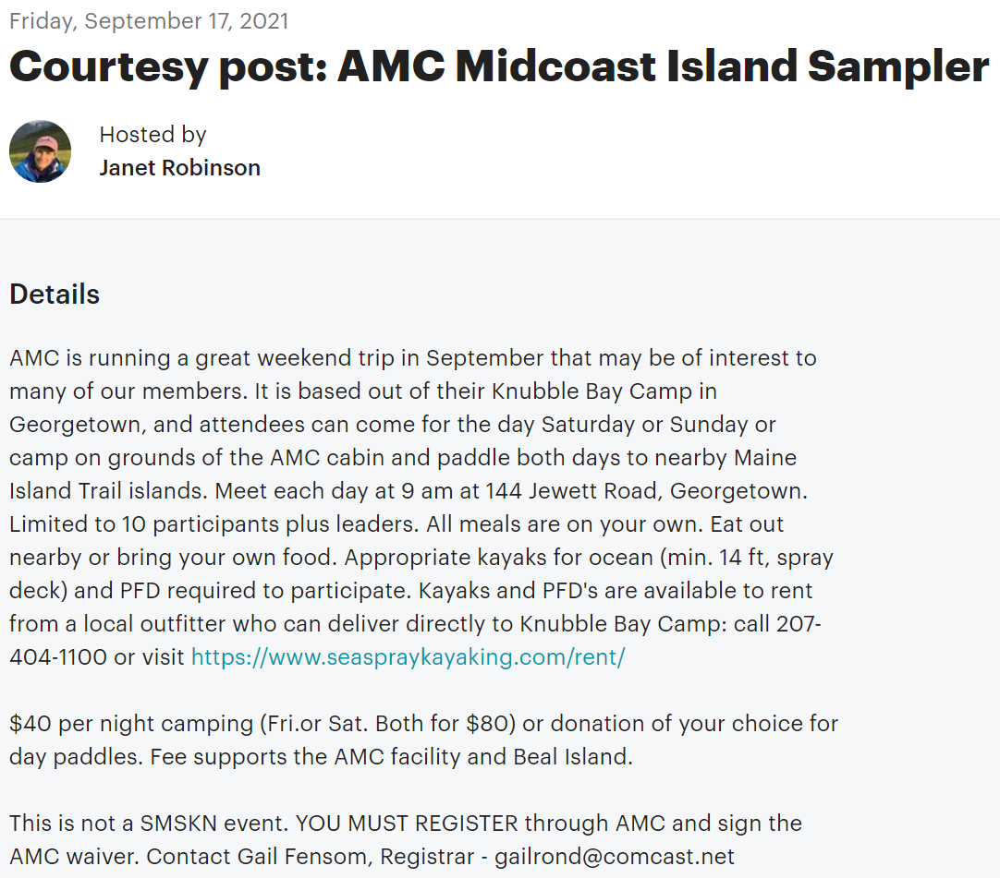 Friday, September 17, 2021
Courtesy post: AMC Midcoast Island Sampler
Hosted by
Janet Robinson
Details
AMC is running a great weekend trip in September that may be of interest to
many of our members. It is based out of their Knubble Bay Camp in
Georgetown, and attendees can come for the day Saturday or Sunday or
camp on grounds of the AMC cabin and paddle both days to nearby Maine
Island Trail islands. Meet each day at 9 am at 144 Jewett Road, Georgetown.
Limited to 10 participants plus leaders. All meals are on your own. Eat out
nearby or bring your own food. Appropriate kayaks for ocean (min. 14 ft, spray
deck) and PFD required to participate. Kayaks and PFD's are available to rent
from a local outfitter who can deliver directly to Knubble Bay Camp: call 207-
404-1100 or visit https://www.seaspraykayaking.com/rent/
$40 per night camping (Fri.or Sat. Both for $80) or donation of your choice for
day paddles. Fee supports the AMC facility and Beal Island.
This is not a SMSKN event. YOU MUST REGISTER through AMC and sign the
AMC waiver. Contact Gail Fensom, Registrar - gailrond@comcast.net